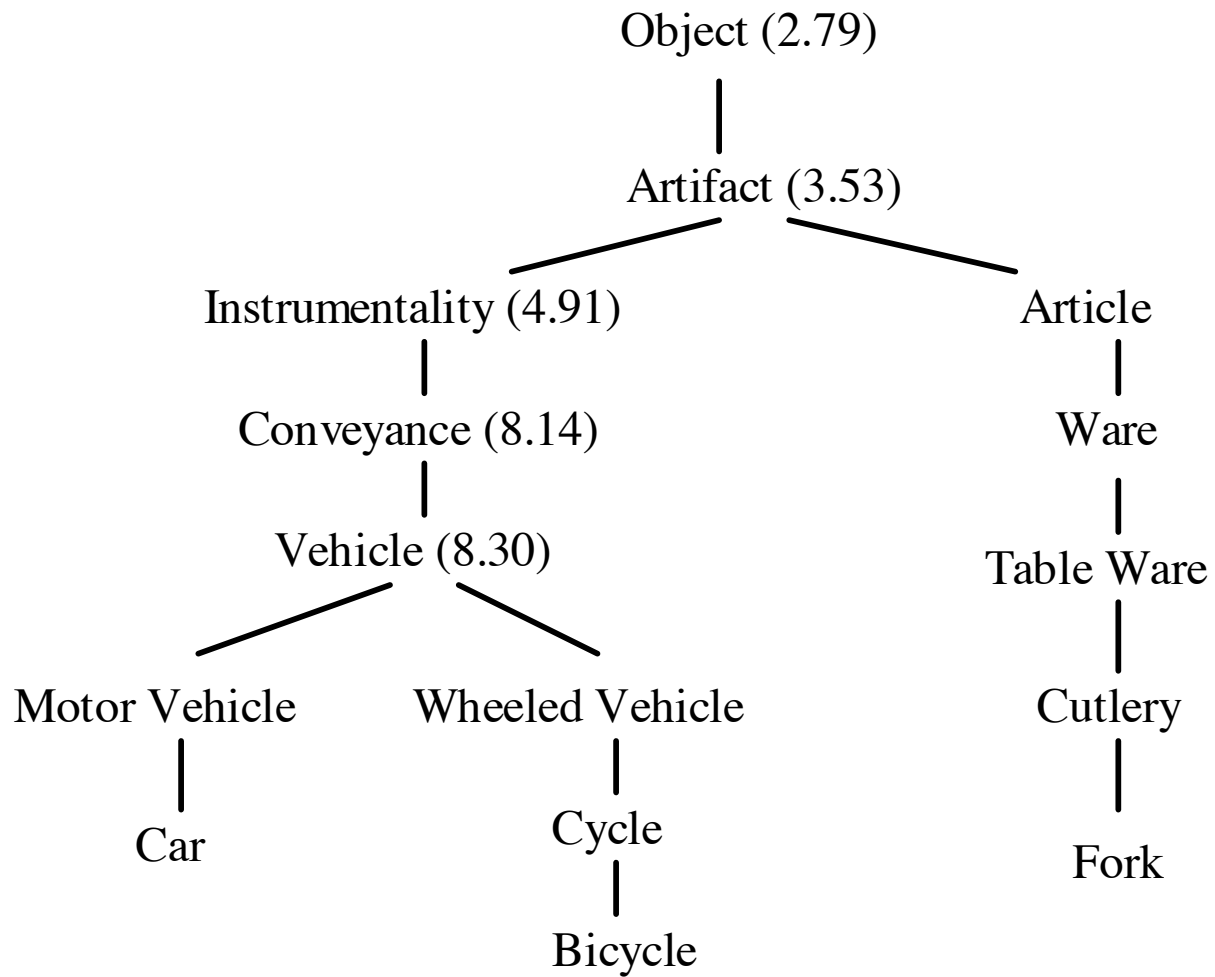 Object (2.79)
Artifact (3.53)
Instrumentality (4.91)
Article
Conveyance (8.14)
Ware
Vehicle (8.30)
Table Ware
Motor Vehicle
Wheeled Vehicle
Cutlery
Car
Cycle
Fork
Bicycle